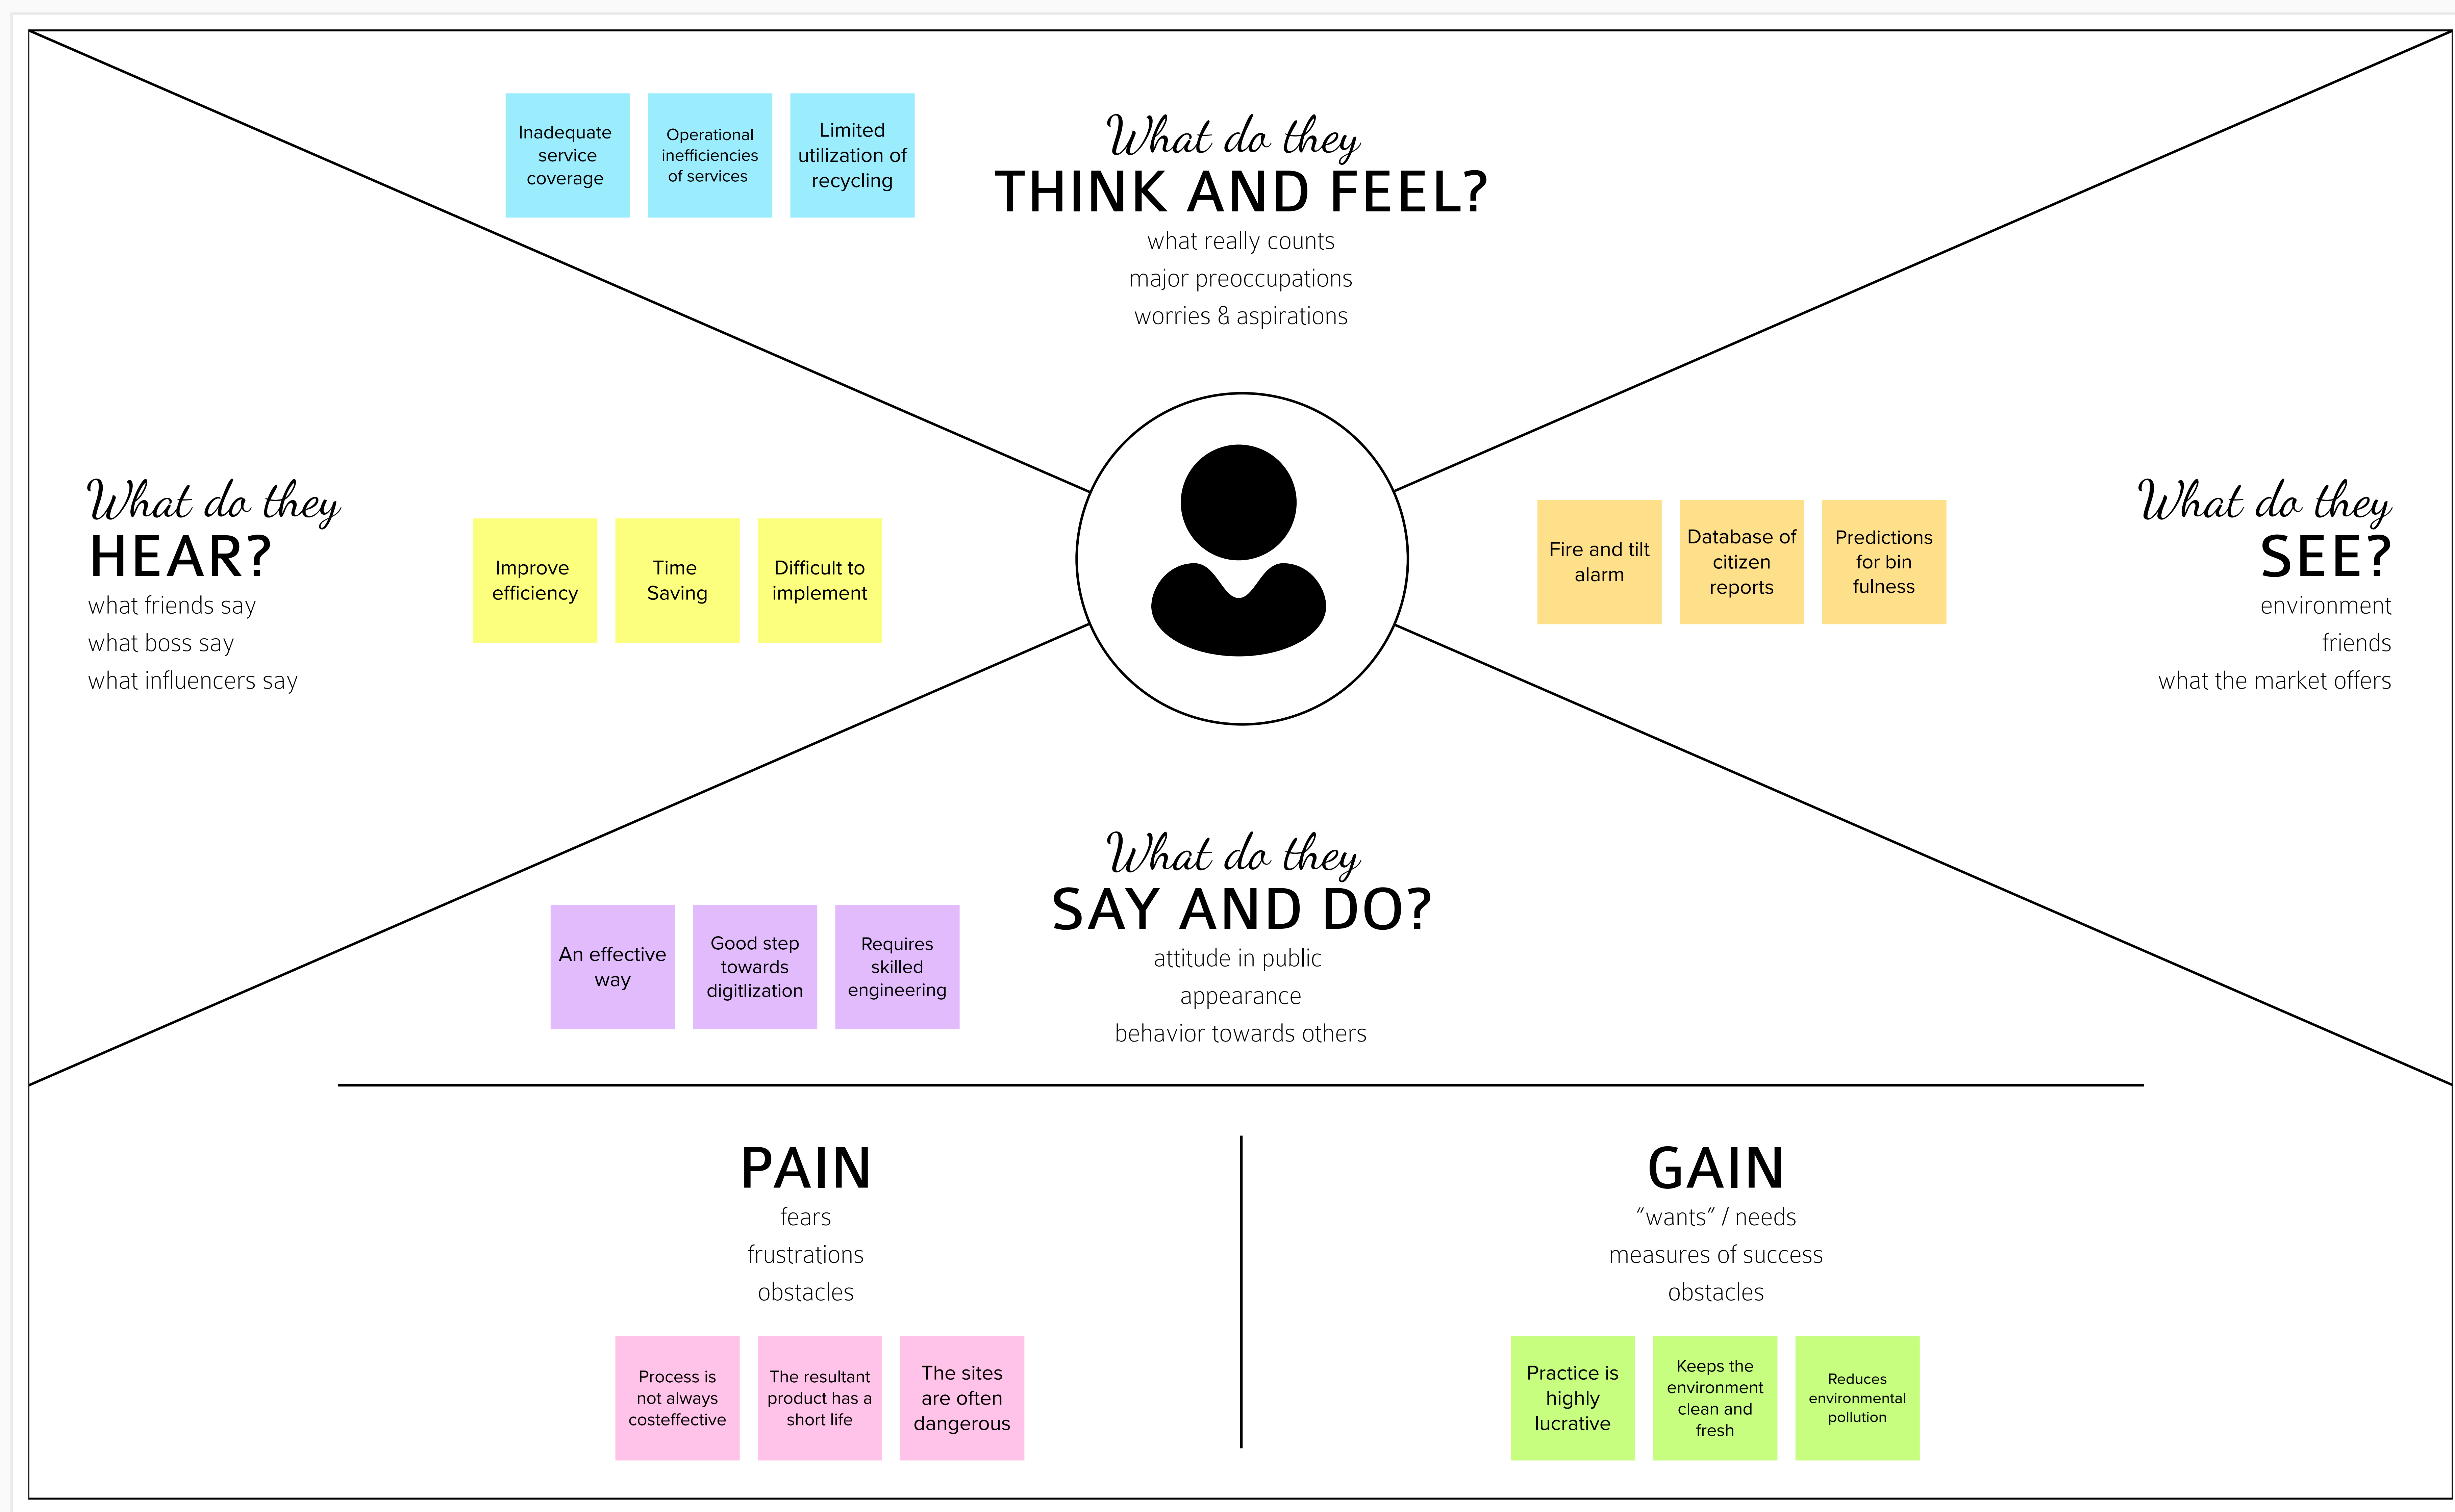 Inadequate
service
coverage
Operational
inefficiencies
of services
Limited
utilization of
recycling
What do they
THINK AND FEEL?
what really counts
major preoccupations
worries & aspirations
What do they
HEAR?
what friends say
what boss say
what influencers say
Improve
efficiency
Time
Saving
Difficult to
implement
Fire and tilt
alarm
Database of
citizen
reports
Predictions
for bin
fulness
What do they
SEE?
environment
friends
what the market offers
What do they
SAY AND DO?
attitude in public
appearance
behavior towards others
An effective
way
Good step
towards
digitlization
Requires
skilled
engineering
PAIN
fears
frustrations
obstacles
Process is
not always
costeffective
The resultant
product has a
short life
The sites
are often
dangerous
GAIN
“wants” / needs
measures of success
obstacles
Practice is
highly
lucrative
Keeps the
environment
clean and
fresh
Reduces
environmental
pollution